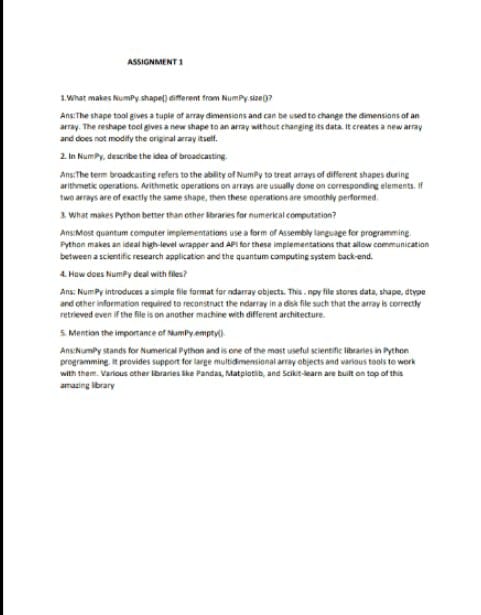 ASSIGNMENT 1
1.What makes NumPy.shape() different from NumPy.size()?
Ans:The shape tool gives a tuple of array dimensions and can be used to change the dimensions of an
array. The reshape tool gives a new shape to an array without changing its data. It creates a new array
and does not modify the original array itself.
2. In NumPy, describe the idea of broadcasting.
Ans:The term broadcasting refers to the ability of NumPy to treat arrays of different shapes during
arithmetic operations. Arithmetic operations on arrays are usually done on corresponding elements. If
two arrays are of exactly the same shape, then these operations are smoothly performed.
3. What makes Python better than other libraries for numerical computation?
Ans:Most quantum computer implementations use a form of Assembly language for programming.
Python makes an ideal high-level wrapper and API for these implementations that allow communication
between a scientific research application and the quantum computing system back-end.
4. How does NumPy deal with files?
Ans: NumPy introduces a simple file format for ndarray objects. This . npy file stores data, shape, dtype
and other information required to reconstruct the ndarray in a disk file such that the array is correctly
retrieved even if the file is on another machine with different architecture.
5. Mention the importance of NumPy.empty().
Ans:NumPy stands for Numerical Python and is one of the most useful scientific libraries in Python
programming. It provides support for large multidimensional array objects and various tools to work
with them. Various other libraries like Pandas, Matplotlib, and Scikit-learn are built on top of this
amazing library